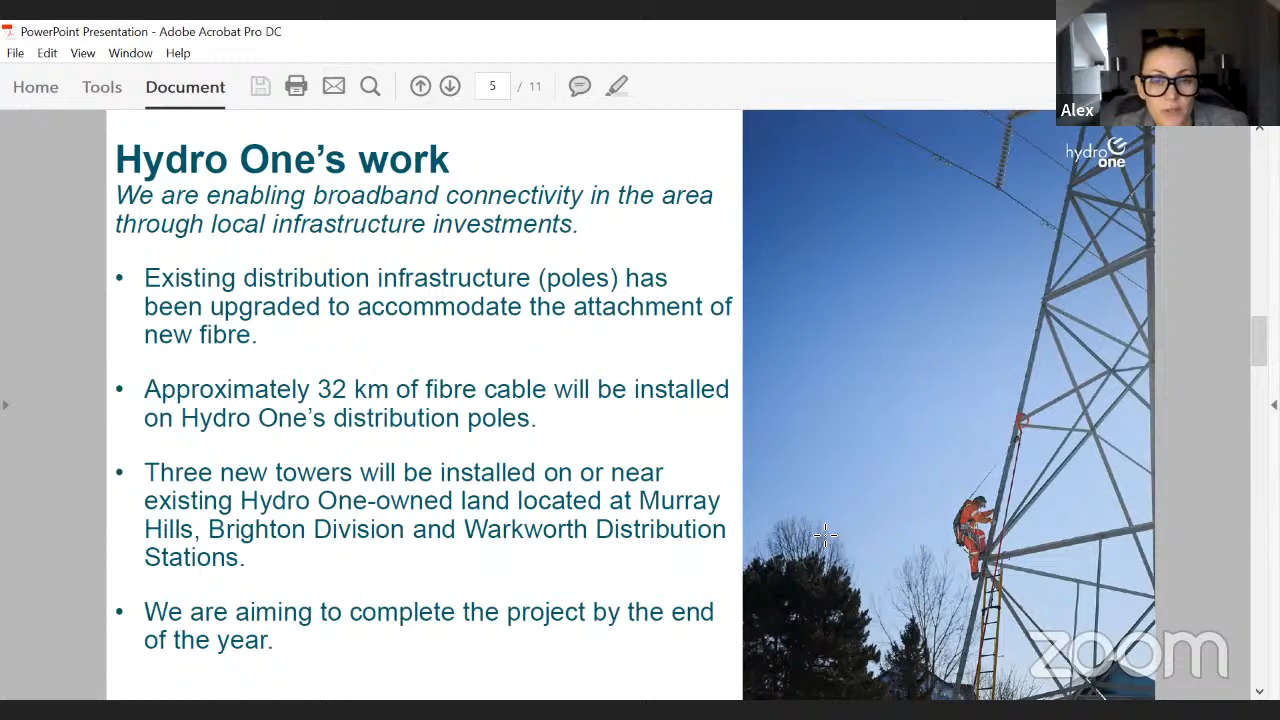 PowerPoint Presentation - Adobe Acrobat Pro DC
File Edit View Window Help
Home Tools Document 5 / 11
Alex
hydro one
Hydro One’s work
We are enabling broadband connectivity in the area
through local infrastructure investments.
• Existing distribution infrastructure (poles) has
been upgraded to accommodate the attachment of
new fibre.
• Approximately 32 km of fibre cable will be installed
on Hydro One’s distribution poles.
• Three new towers will be installed on or near
existing Hydro One-owned land located at Murray
Hills, Brighton Division and Warkworth Distribution
Stations.
• We are aiming to complete the project by the end
of the year.
zoom